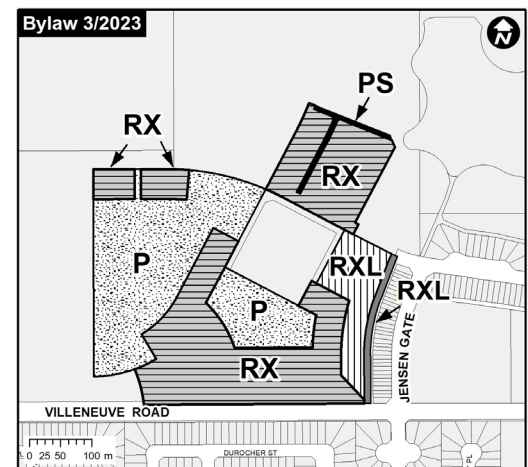 Bylaw 3/2023
N
PS
RX
RX
P
RXL
RXL
P
RX
JENSEN GATE
VILLENEUVE ROAD
0 25 50 100 m
DUROCHER ST
PL